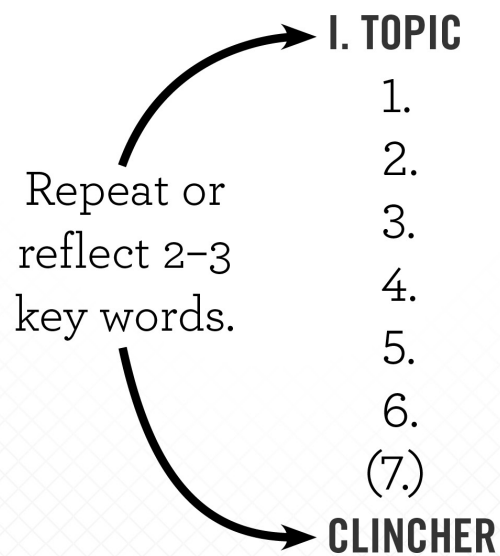 I. TOPIC
1.
2.
3.
4.
5.
6.
(7.)
CLINCHER
Repeat or
reflect 2–3
key words.